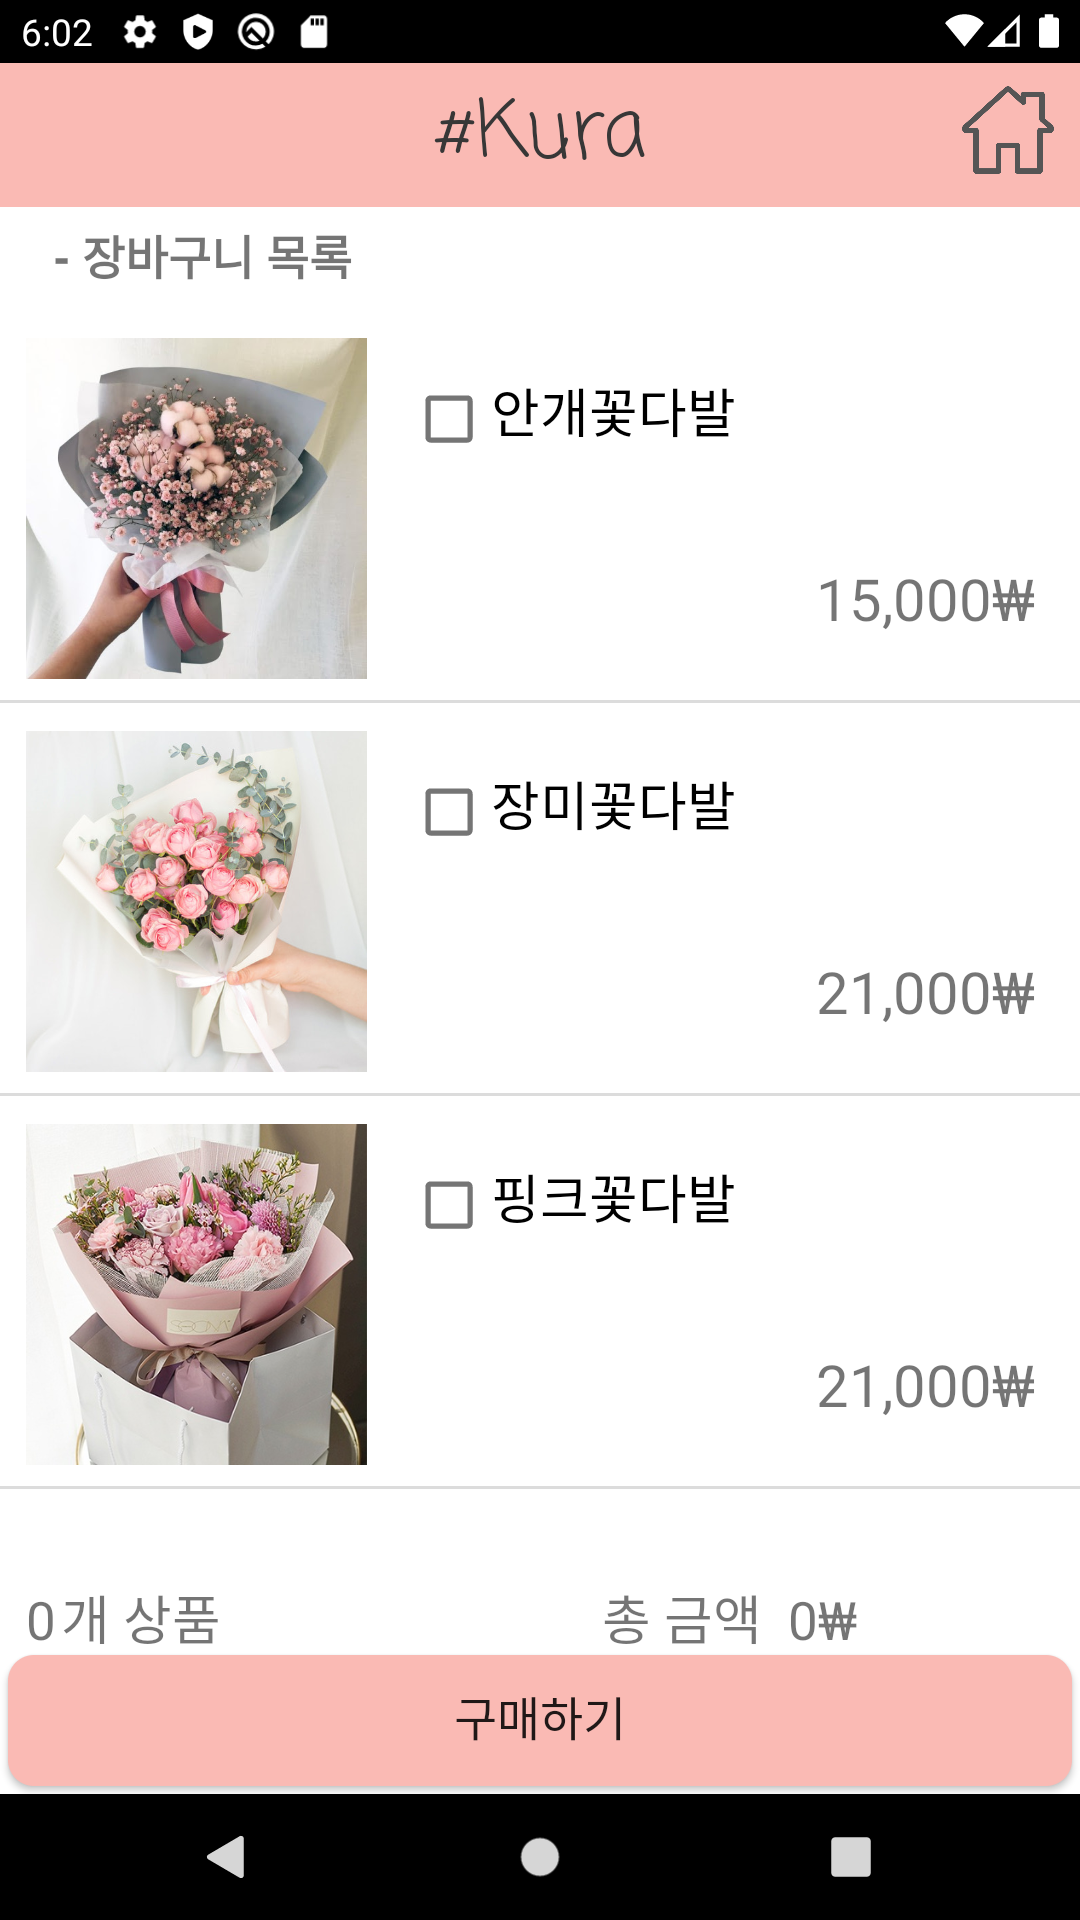 6:02
#Kura
- 장바구니 목록
안개꽃다발
15,000₩
장미꽃다발
21,000₩
핑크꽃다발
21,000₩
0개 상품 총 금액 0₩
구매하기